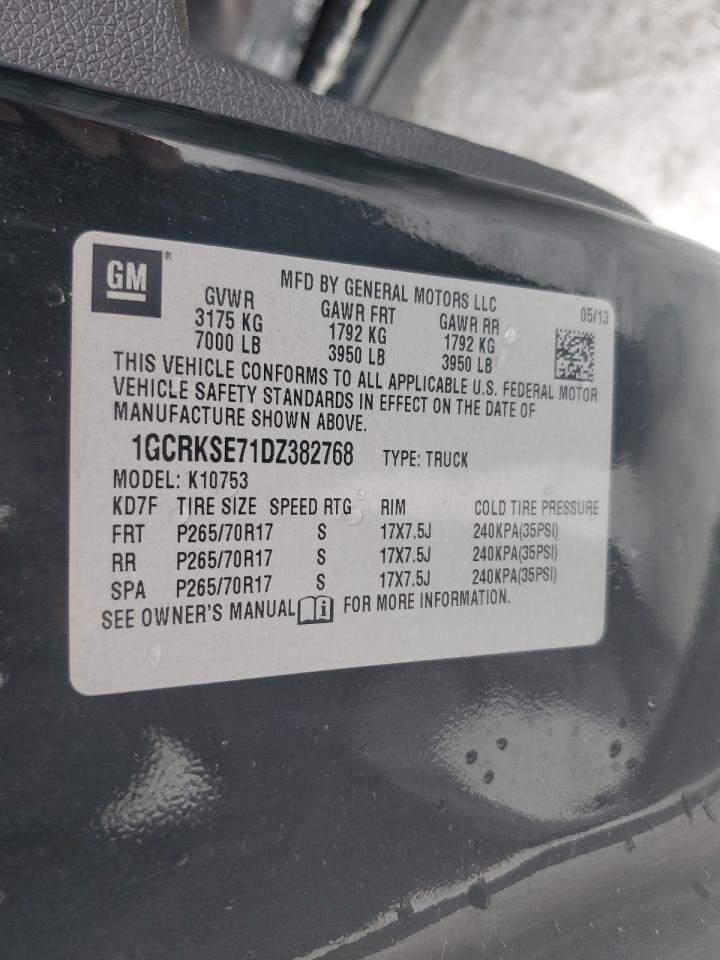 GM®
MFD BY GENERAL MOTORS LLC
GVWR GAWR FRT GAWR RR 05/13
3175 KG 1792 KG 1792 KG
7000 LB 3950 LB 3950 LB
THIS VEHICLE CONFORMS TO ALL APPLICABLE U.S. FEDERAL MOTOR
VEHICLE SAFETY STANDARDS IN EFFECT ON THE DATE OF
MANUFACTURE SHOWN ABOVE.
1GCRKSE71DZ382768 TYPE: TRUCK
MODEL: K10753
KD7F TIRE SIZE SPEED RTG RIM COLD TIRE PRESSURE
FRT P265/70R17 S 17X7.5J 240KPA(35PSI)
RR P265/70R17 S 17X7.5J 240KPA(35PSI)
SPA P265/70R17 S 17X7.5J 240KPA(35PSI)
SEE OWNER'S MANUAL i FOR MORE INFORMATION.